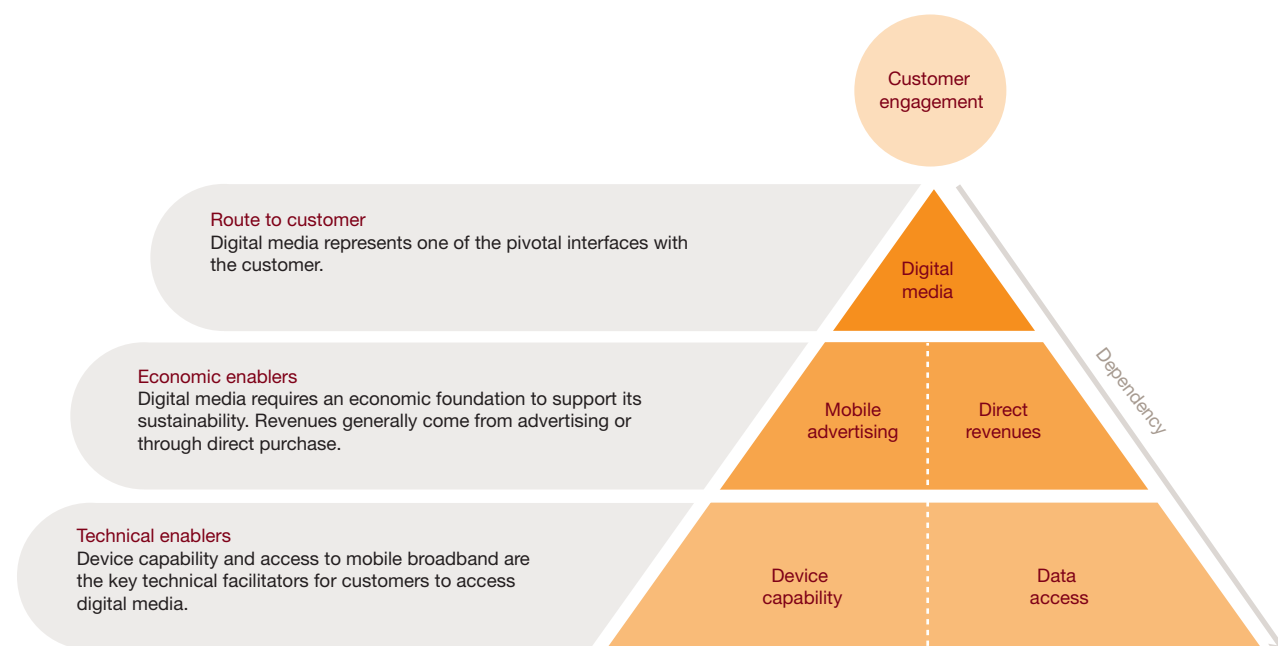 Customer
engagement
Route to customer
Digital media represents one of the pivotal interfaces with
the customer.
Digital
media
Dependency
Economic enablers
Digital media requires an economic foundation to support its
sustainability. Revenues generally come from advertising or
through direct purchase.
Mobile
advertising
Direct
revenues
Technical enablers
Device capability and access to mobile broadband are
the key technical facilitators for customers to access
digital media.
Device
capability
Data
access